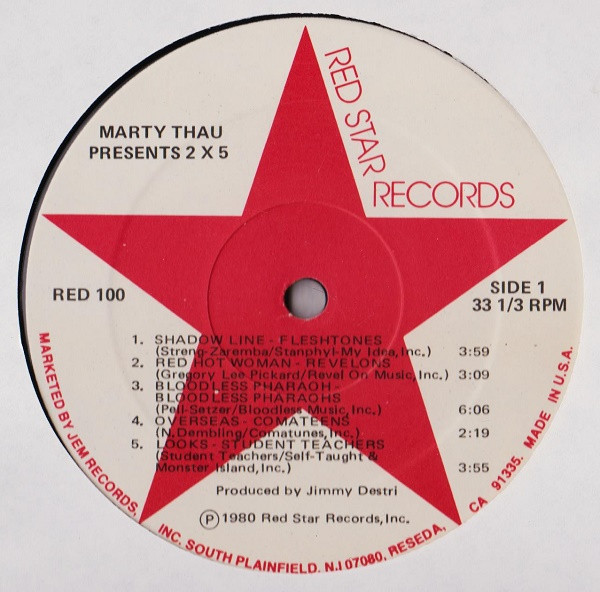 RED STAR
RECORDS
MARTY THAU
PRESENTS 2 X 5
RED 100
SIDE 1
33 1/3 RPM
1. SHADOW LINE - FLESHTONES
(Streng-Zaremba/Stanphyl-My Idea, Inc.) 3:59
2. RED HOT WOMAN - REVELONS
(Gregory Lee Pickard/Revel On Music, Inc.) 3:09
3. BLOODLESS PHARAOH -
BLOODLESS PHARAOHS
(Pell-Setzer/Bloodless Music, Inc.) 6:06
4. OVERSEAS - COMATEENS
(N. Dembling/Comatunes, Inc.) 2:19
5. LOOKS - STUDENT TEACHERS
(Student Teachers/Self-Taught &
Monster Island, Inc.) 3:55
Produced by Jimmy Destri
Ⓟ 1980 Red Star Records, Inc.
MARKETED BY JEM RECORDS, INC. SOUTH PLAINFIELD, NJ 07080. RESEDA, CA 91335. MADE IN U.S.A.